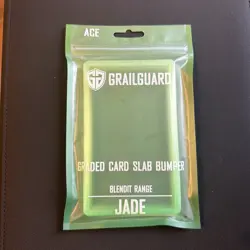 ACE
GRAILGUARD
GRADED CARD SLAB BUMPER
BLENDIT RANGE
JADE